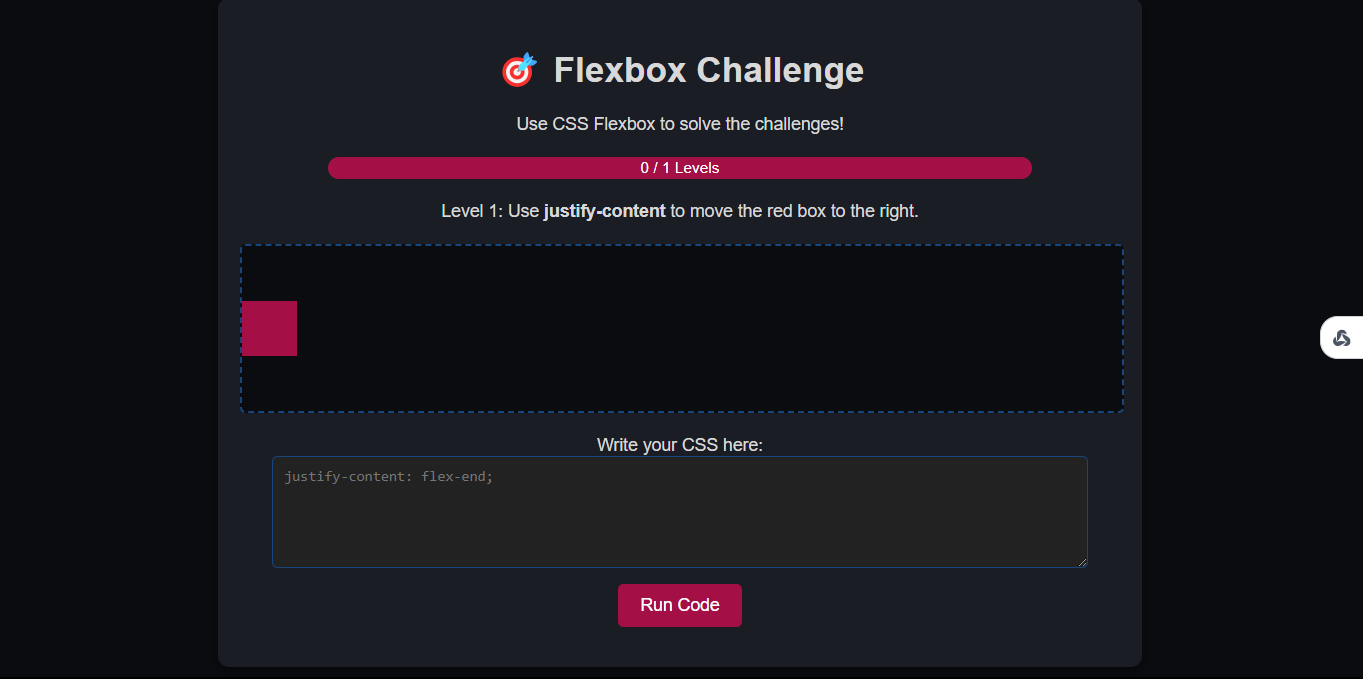 Flexbox Challenge
Use CSS Flexbox to solve the challenges!
0 / 1 Levels
Level 1: Use justify-content to move the red box to the right.
Write your CSS here:
justify-content: flex-end;
Run Code